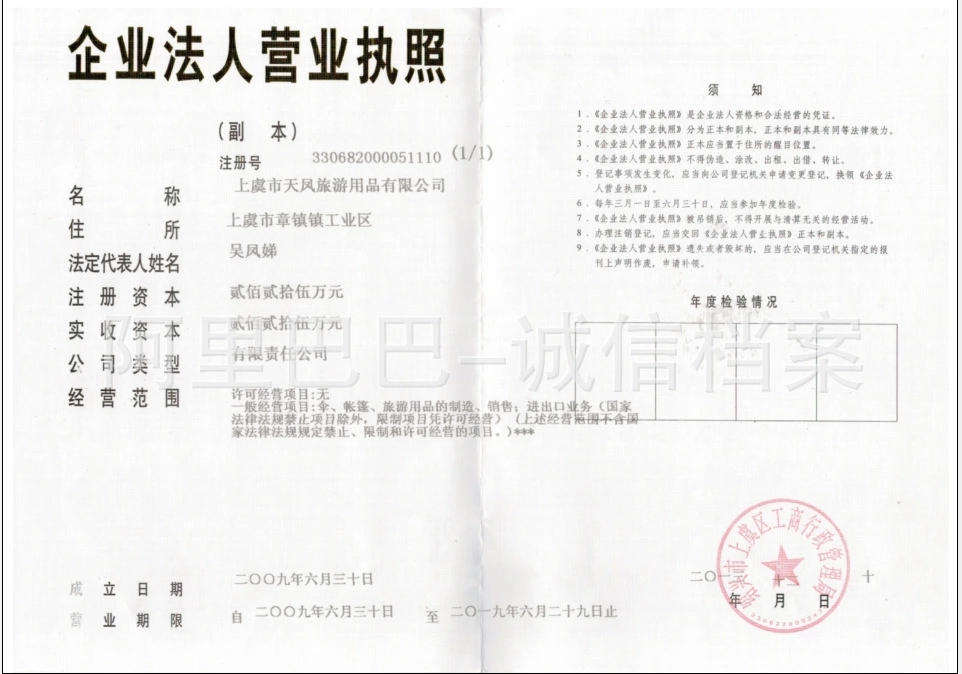 企业法人营业执照
（副 本）
注册号 330682000051110 (1/1)
名 称 上虞市天凤旅游用品有限公司
住 所 上虞市章镇镇工业区
法定代表人姓名 吴凤娣
注册资本 贰佰贰拾伍万元
实收资本 贰佰贰拾伍万元
公司类型 有限责任公司
经营范围
许可经营项目:无
一般经营项目:伞、帐篷、旅游用品的制造、销售；进出口业务（国家
法律法规禁止项目除外，限制项目凭许可经营）（上述经营范围不含国
家法律法规规定禁止、限制和许可经营的项目。）***
成立日期 二〇〇九年六月三十日
营业期限 自 二〇〇九年六月三十日 至 二〇一九年六月二十九日止
须 知
1．《企业法人营业执照》是企业法人资格和合法经营的凭证。
2．《企业法人营业执照》分为正本和副本，正本和副本具有同等法律效力。
3．《企业法人营业执照》正本应当置于住所的醒目位置。
4．《企业法人营业执照》不得伪造、涂改、出租、出借、转让。
5．登记事项发生变化，应当向公司登记机关申请变更登记，换领《企业法
人营业执照》。
6．每年三月一日至六月三十日，应当参加年度检验。
7．《企业法人营业执照》被吊销后，不得开展与清算无关的经营活动。
8．办理注销登记，应当交回《企业法人营业执照》正本和副本。
9．《企业法人营业执照》遗失或者毁坏的，应当在公司登记机关指定的报
刊上声明作废，申请补领。
年度检验情况
阿里巴巴-诚信档案
绍兴市上虞区工商行政管理局
二〇一 十二 十
年 月 日